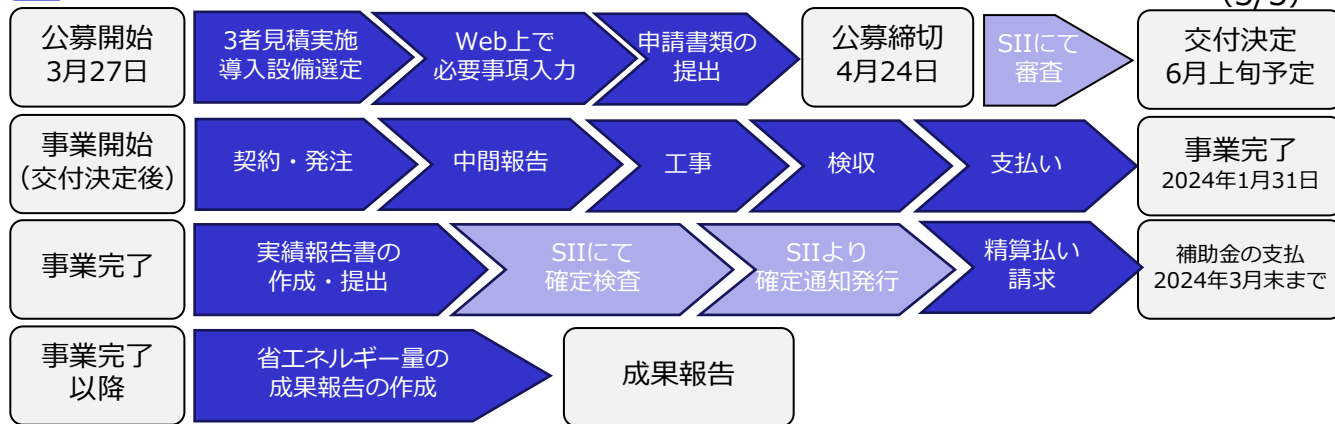 (3/3)
公募開始
3月27日
3者見積実施
導入設備選定
Web上で
必要事項入力
申請書類の
提出
公募締切
4月24日
SIIにて
審査
交付決定
6月上旬予定
事業開始
(交付決定後)
契約・発注
中間報告
工事
検収
支払い
事業完了
2024年1月31日
事業完了
実績報告書の
作成・提出
SIIにて
確定検査
SIIより
確定通知発行
精算払い
請求
補助金の支払
2024年3月末まで
事業完了
以降
省エネルギー量の
成果報告の作成
成果報告